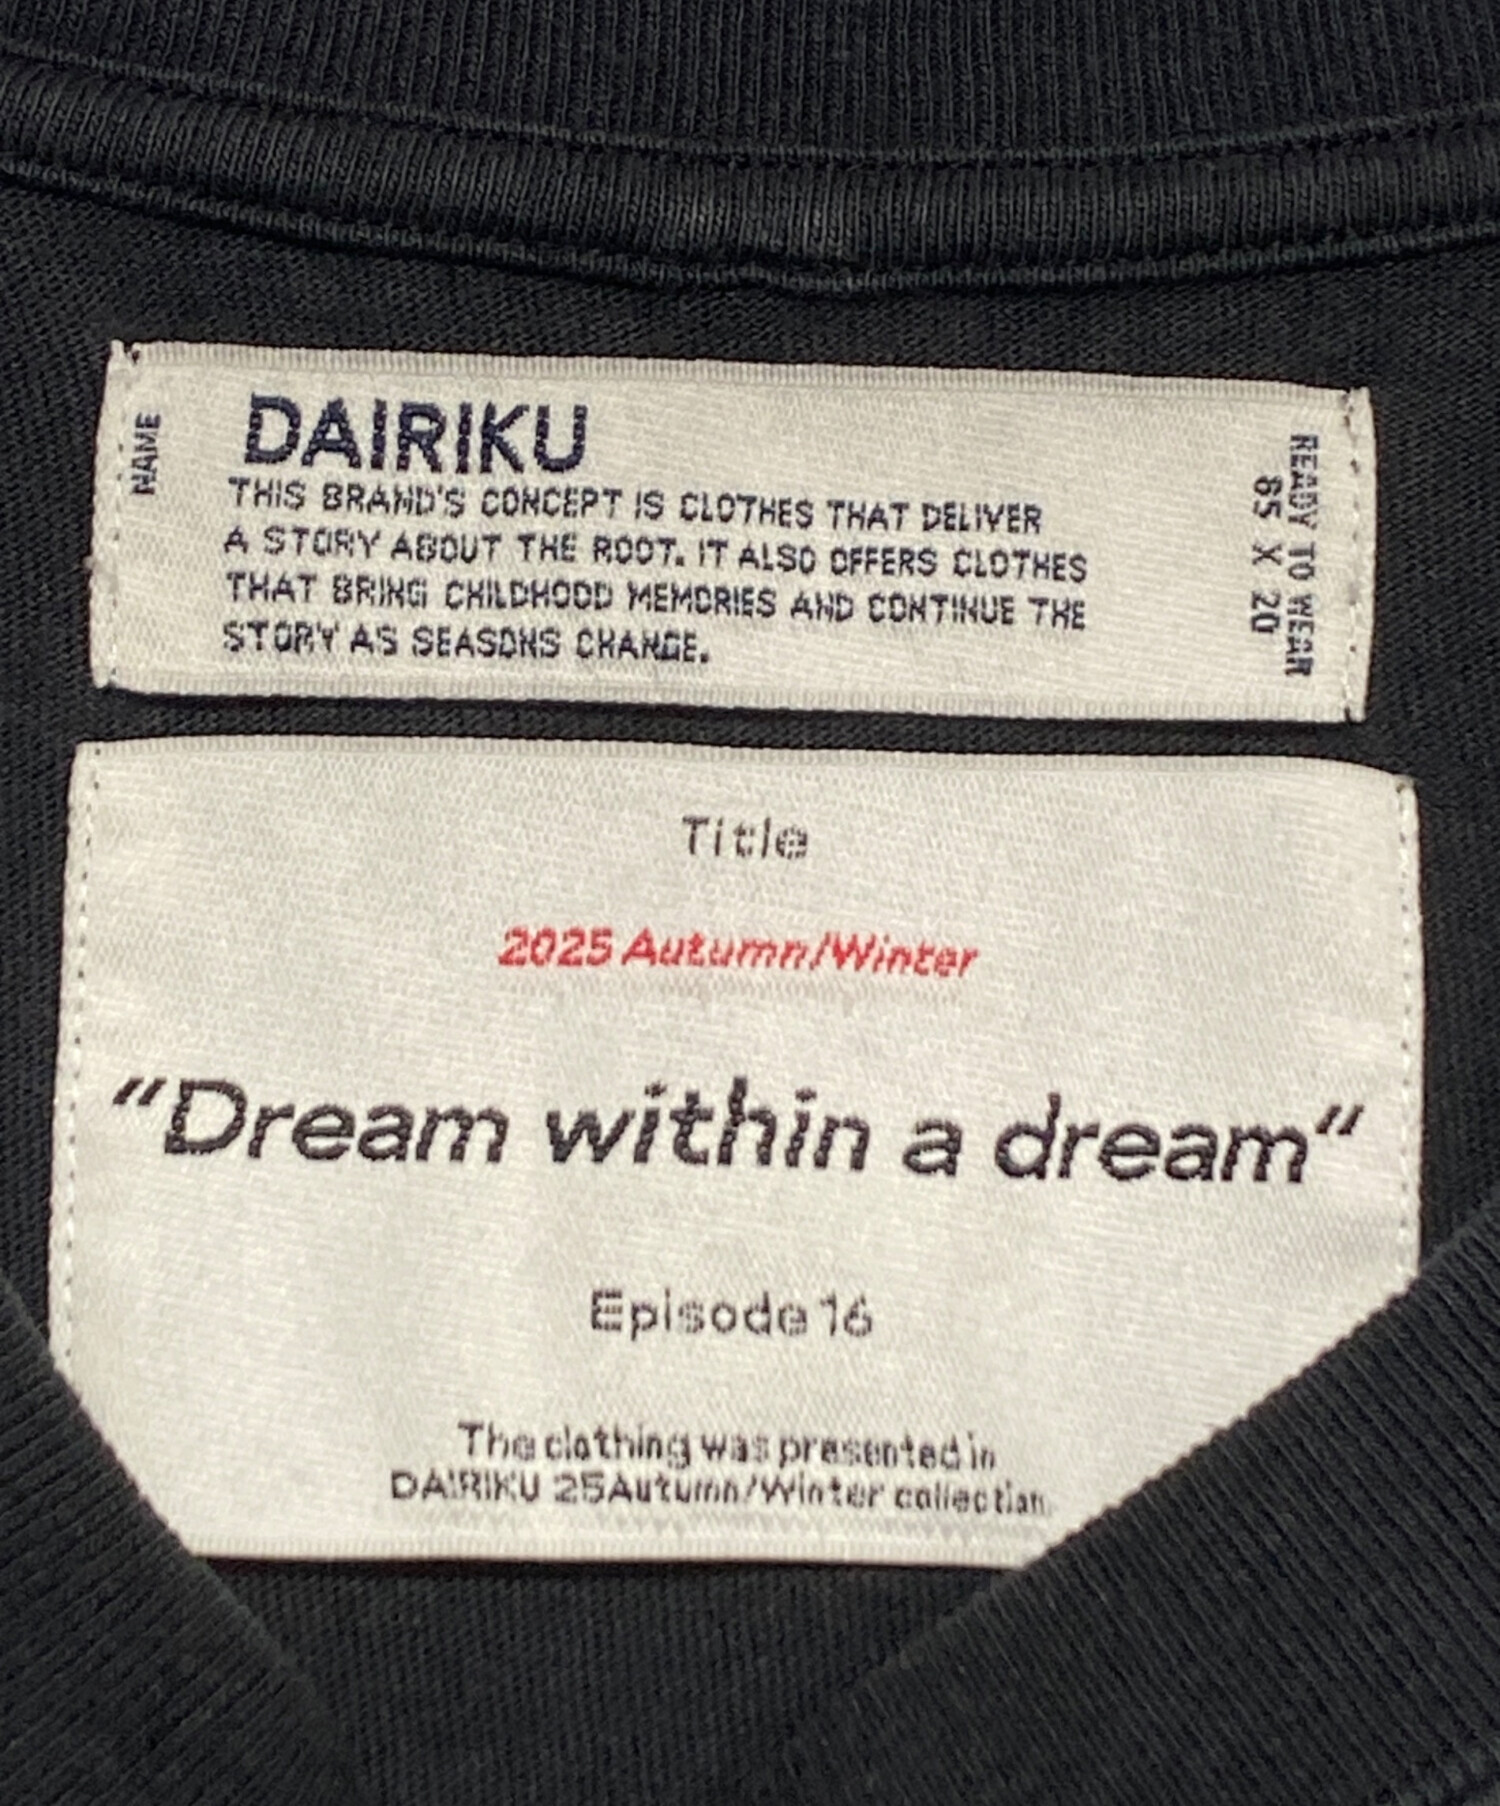 NAME
DAIRIKU
THIS BRAND'S CONCEPT IS CLOTHES THAT DELIVER
A STORY ABOUT THE ROOT. IT ALSO OFFERS CLOTHES
THAT BRING CHILDHOOD MEMORIES AND CONTINUE THE
STORY AS SEASONS CHANGE.
READY TO WEAR
65 X 20
Title
2025 Autumn/Winter
“Dream within a dream“
Episode 16
The clothing was presented in
DAIRIKU 25Autumn/Winter collection.